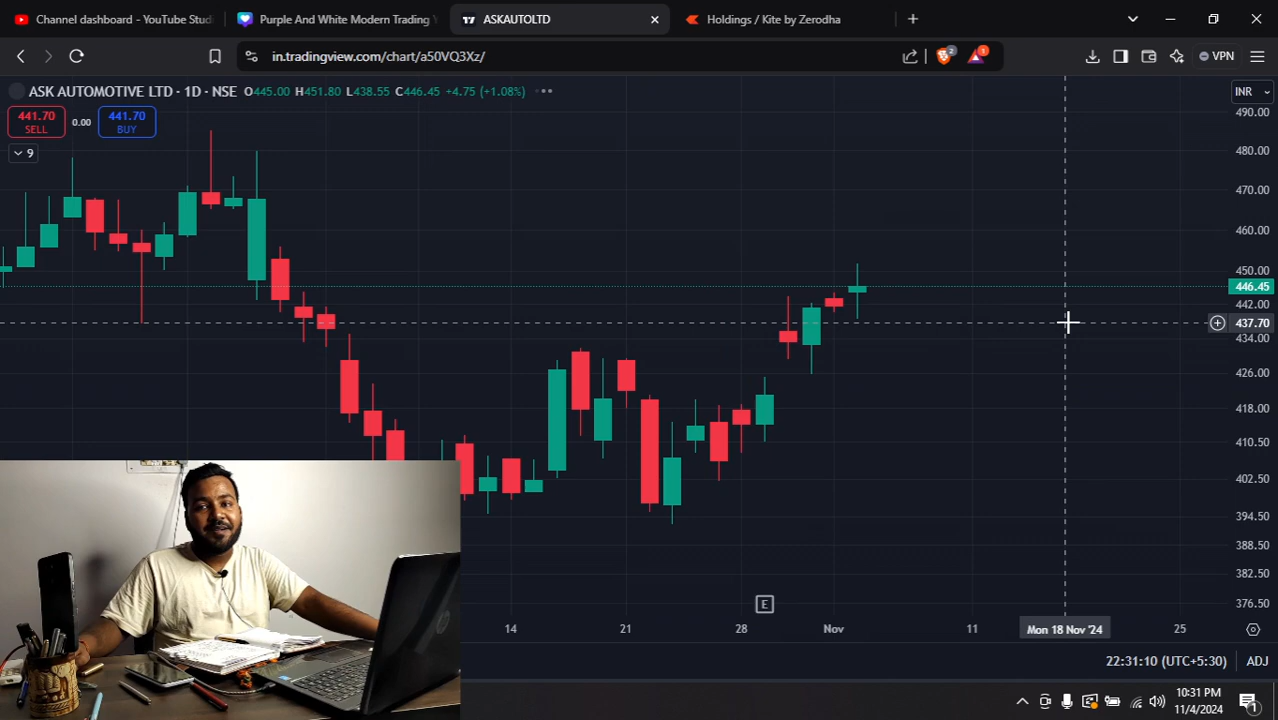 Channel dashboard - YouTube Stud
Purple And White Modern Trading Y
ASKAUTOLTD
Holdings / Kite by Zerodha
in.tradingview.com/chart/a50VQ3Xz/
2
1
VPN
ASK AUTOMOTIVE LTD · 1D · NSE O445.00 H451.80 L438.55 C446.45 +4.75 (+1.08%)
INR
441.70
SELL
0.00
441.70
BUY
9
490.00
480.00
470.00
460.00
450.00
446.45
442.00
437.70
434.00
426.00
418.00
410.50
402.50
394.50
388.50
382.50
376.50
E
14
21
28
Nov
11
Mon 18 Nov '24
25
22:31:10 (UTC+5:30)
ADJ
10:31 PM
11/4/2024
1